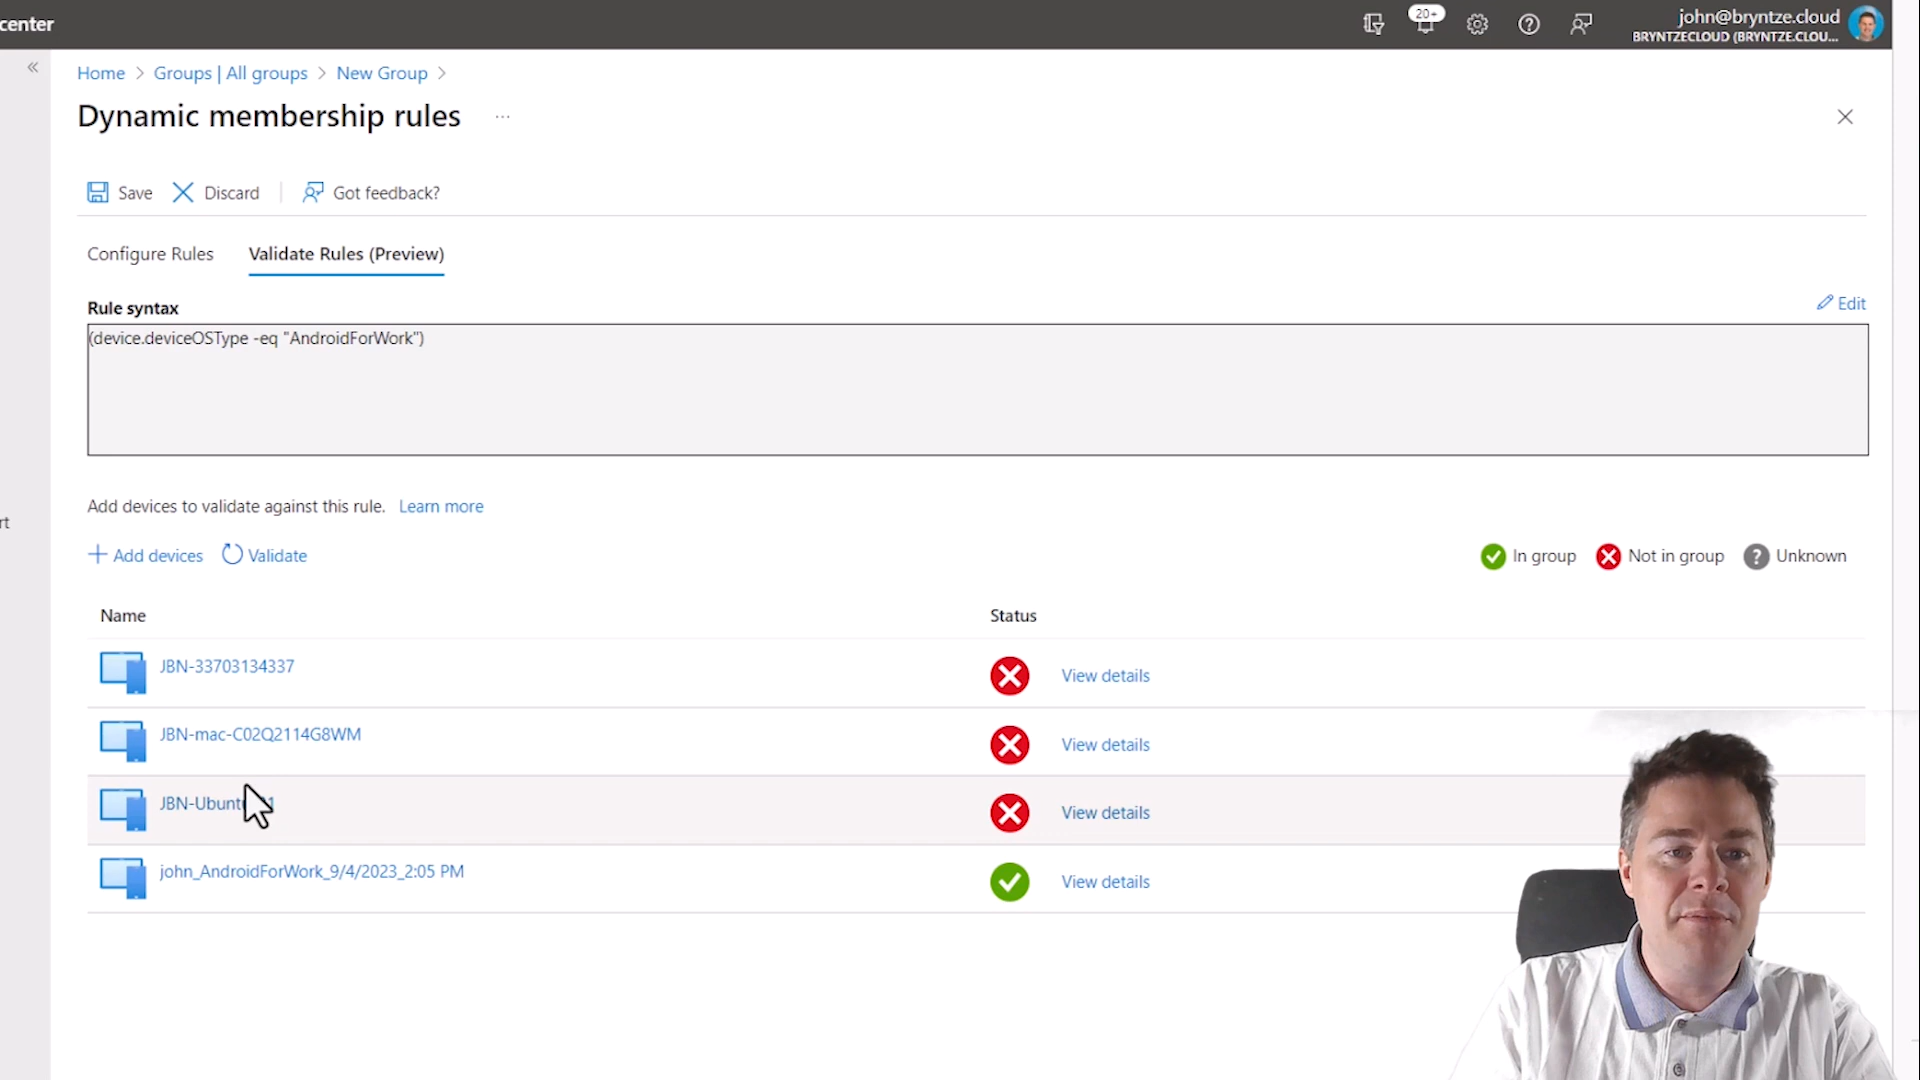 center
20+
john@bryntze.cloud
BRYNTZECLOUD (BRYNTZE.CLOU...
Home > Groups | All groups > New Group >
Dynamic membership rules ...
Save Discard Got feedback?
Configure Rules Validate Rules (Preview)
Rule syntax
Edit
(device.deviceOSType -eq "AndroidForWork")
rt
Add devices to validate against this rule. Learn more
Add devices Validate
In group Not in group Unknown
Name Status
JBN-33703134337 View details
JBN-mac-C02Q2114G8WM View details
View details
john_AndroidForWork_9/4/2023_2:05 PM View details